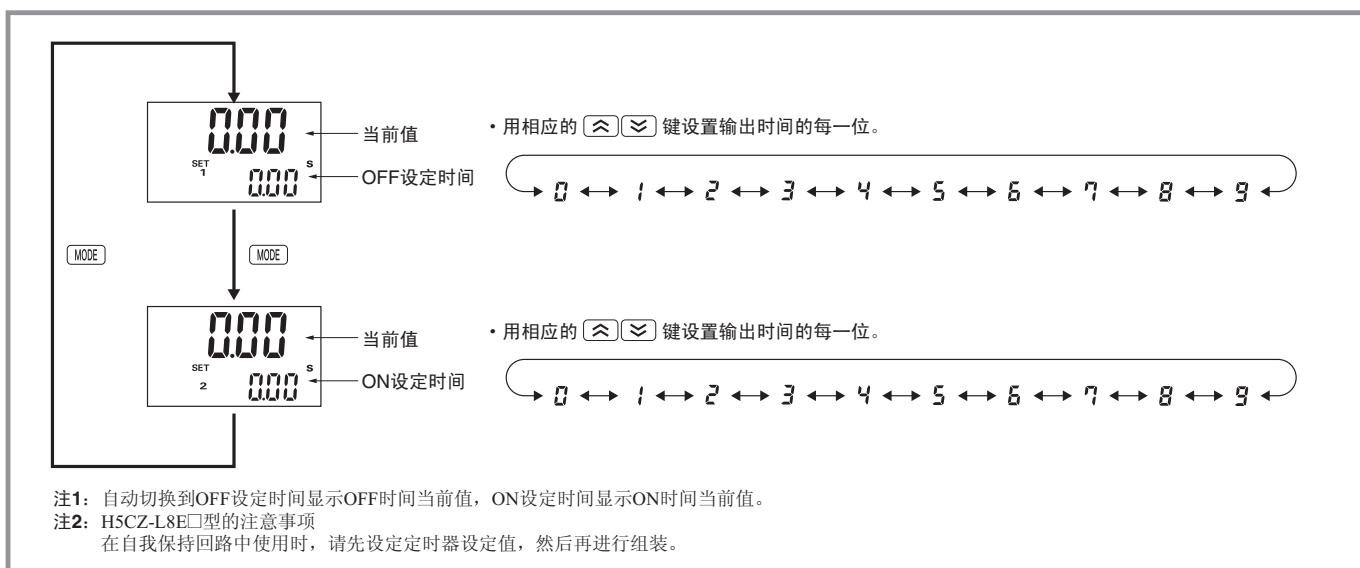 0.00
当前值
SET 1
s
0.00
OFF设定时间
・用相应的 键设置输出时间的每一位。
0 1 2 3 4 5 6 7 8 9
MODE
MODE
0.00
当前值
SET 2
s
0.00
ON设定时间
・用相应的 键设置输出时间的每一位。
0 1 2 3 4 5 6 7 8 9
注1：自动切换到OFF设定时间显示OFF时间当前值，ON设定时间显示ON时间当前值。
注2：H5CZ-L8E□型的注意事项
在自我保持回路中使用时，请先设定定时器设定值，然后再进行组装。